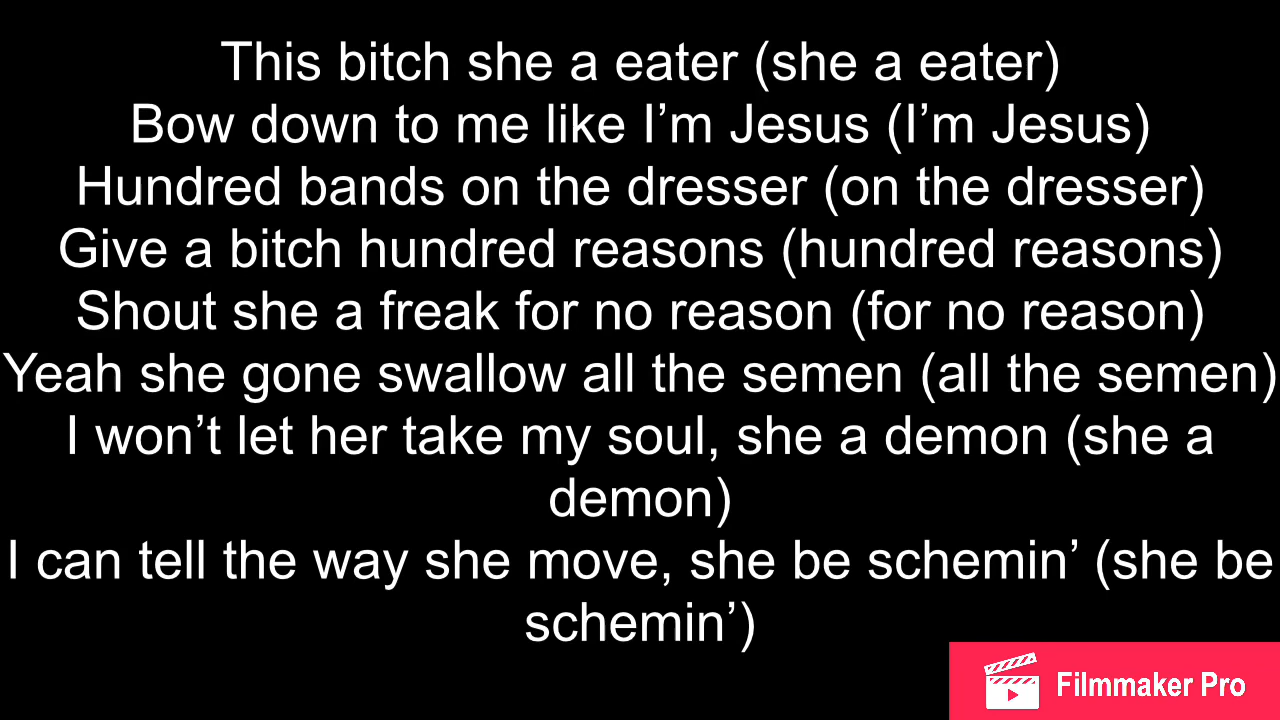 This bitch she a eater (she a eater)
Bow down to me like I’m Jesus (I’m Jesus)
Hundred bands on the dresser (on the dresser)
Give a bitch hundred reasons (hundred reasons)
Shout she a freak for no reason (for no reason)
Yeah she gone swallow all the semen (all the semen)
I won’t let her take my soul, she a demon (she a
demon)
I can tell the way she move, she be schemin’ (she be
schemin’)
Filmmaker Pro